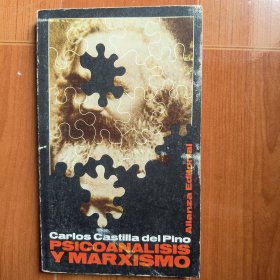 Carlos Castilla del Pino
PSICOANALISIS
Y MARXISMO
Alianza Editorial